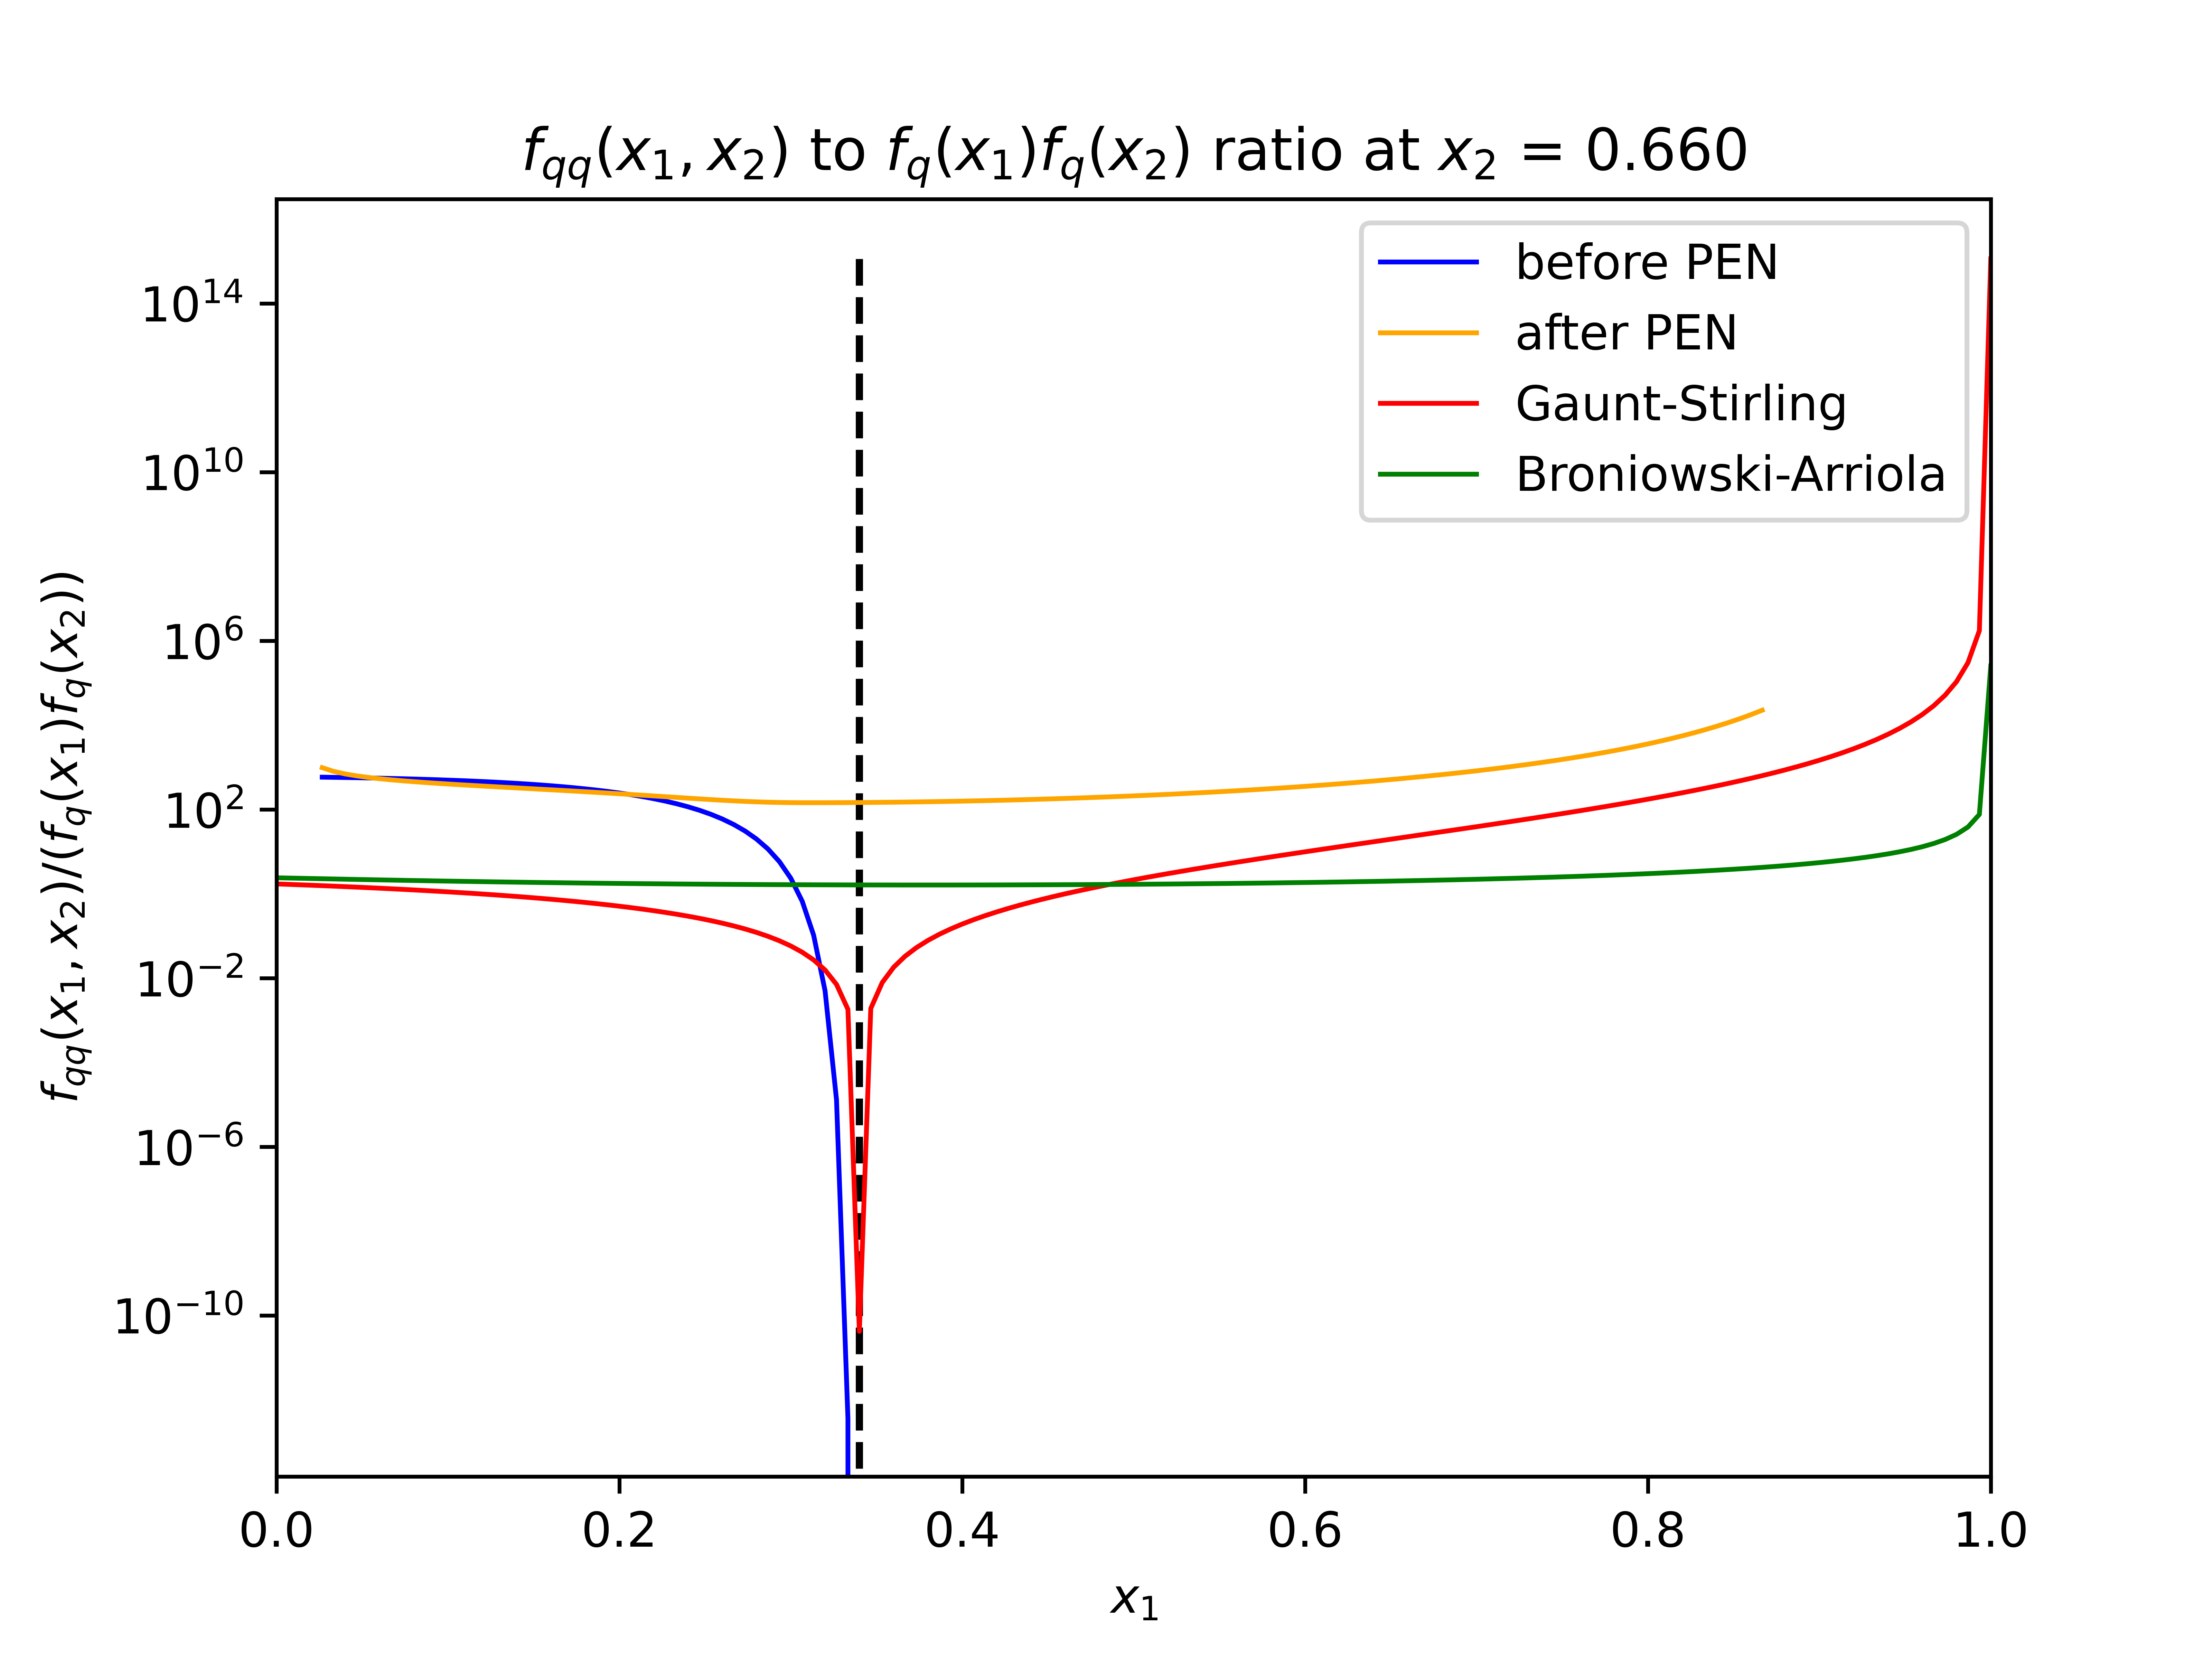 f_{qq}(x_1, x_2) to f_q(x_1)f_q(x_2) ratio at x_2 = 0.660
before PEN
after PEN
Gaunt-Stirling
Broniowski-Arriola
f_{qq}(x_1, x_2)/(f_q(x_1)f_q(x_2))
10^{14}
10^{10}
10^6
10^2
10^{−2}
10^{−6}
10^{−10}
0.0 0.2 0.4 0.6 0.8 1.0
x_1